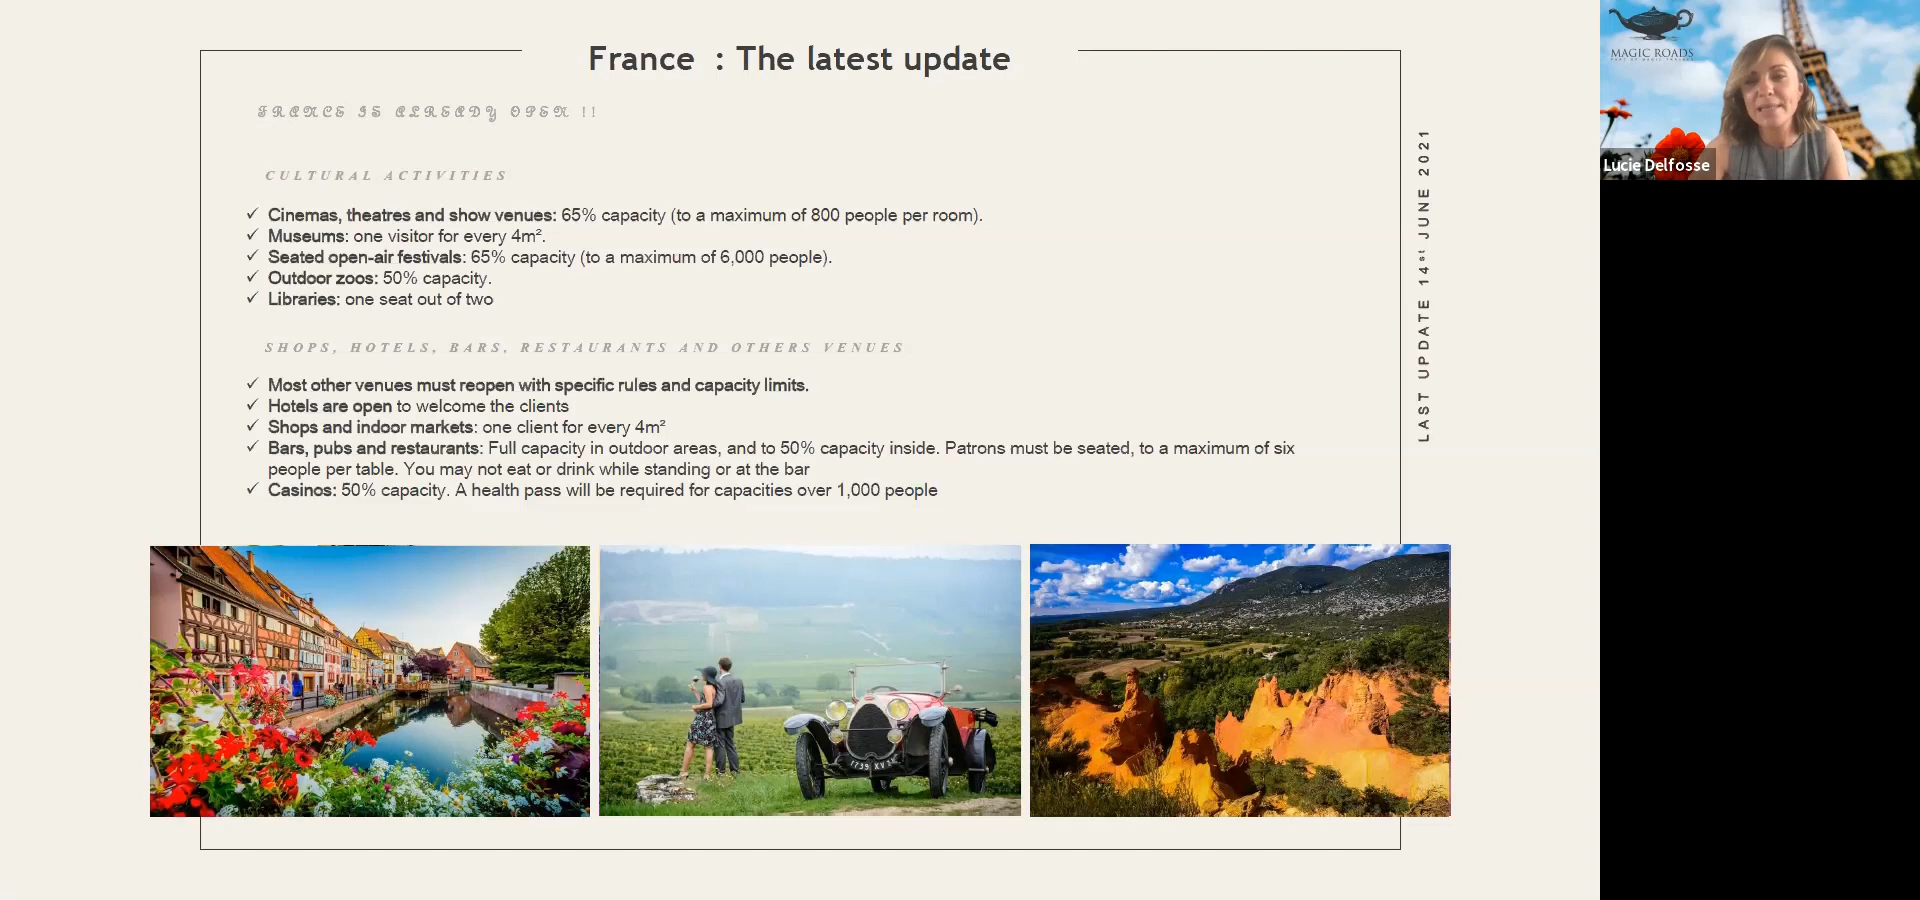 France : The latest update
FRANCE IS ALREADY OPEN !!
CULTURAL ACTIVITIES
✓ Cinemas, theatres and show venues: 65% capacity (to a maximum of 800 people per room).
✓ Museums: one visitor for every 4m².
✓ Seated open-air festivals: 65% capacity (to a maximum of 6,000 people).
✓ Outdoor zoos: 50% capacity.
✓ Libraries: one seat out of two
SHOPS, HOTELS, BARS, RESTAURANTS AND OTHERS VENUES
✓ Most other venues must reopen with specific rules and capacity limits.
✓ Hotels are open to welcome the clients
✓ Shops and indoor markets: one client for every 4m²
✓ Bars, pubs and restaurants: Full capacity in outdoor areas, and to 50% capacity inside. Patrons must be seated, to a maximum of six
people per table. You may not eat or drink while standing or at the bar
✓ Casinos: 50% capacity. A health pass will be required for capacities over 1,000 people
LAST UPDATE 14st JUNE 2021
MAGIC ROADS
Lucie Delfosse